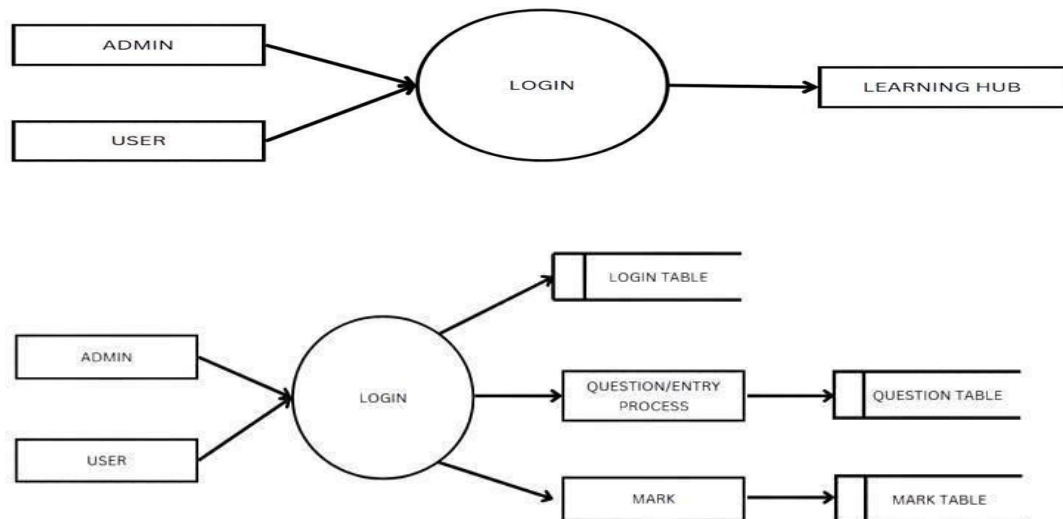 ADMIN
LOGIN
LEARNING HUB
USER
LOGIN TABLE
ADMIN
LOGIN
QUESTION/ENTRY
PROCESS
QUESTION TABLE
USER
MARK
MARK TABLE